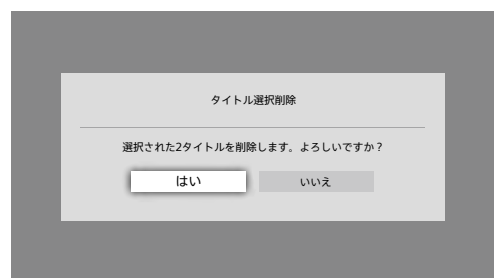 タイトル選択削除
選択された2タイトルを削除します。よろしいですか？
はい
いいえ